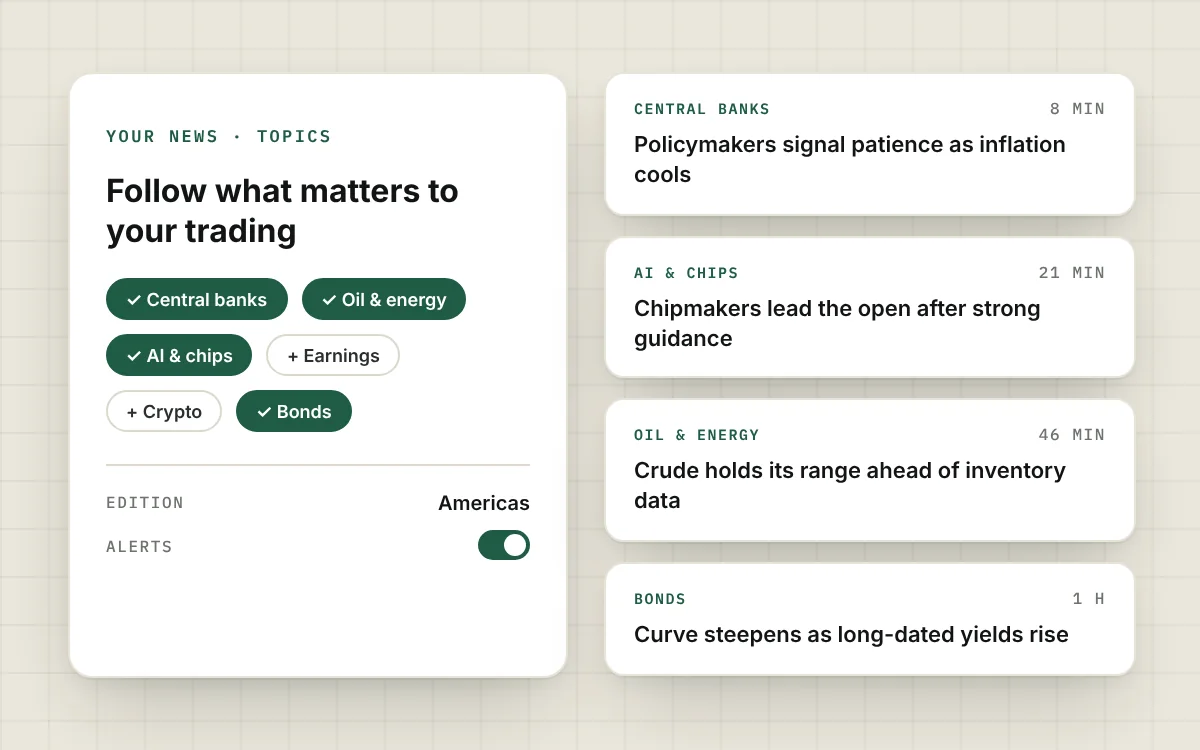 YOUR NEWS · TOPICS
Follow what matters to
your trading
✓ Central banks
✓ Oil & energy
✓ AI & chips
+ Earnings
+ Crypto
✓ Bonds
EDITION
Americas
ALERTS
CENTRAL BANKS
8 MIN
Policymakers signal patience as inflation
cools
AI & CHIPS
21 MIN
Chipmakers lead the open after strong
guidance
OIL & ENERGY
46 MIN
Crude holds its range ahead of inventory
data
BONDS
1 H
Curve steepens as long-dated yields rise